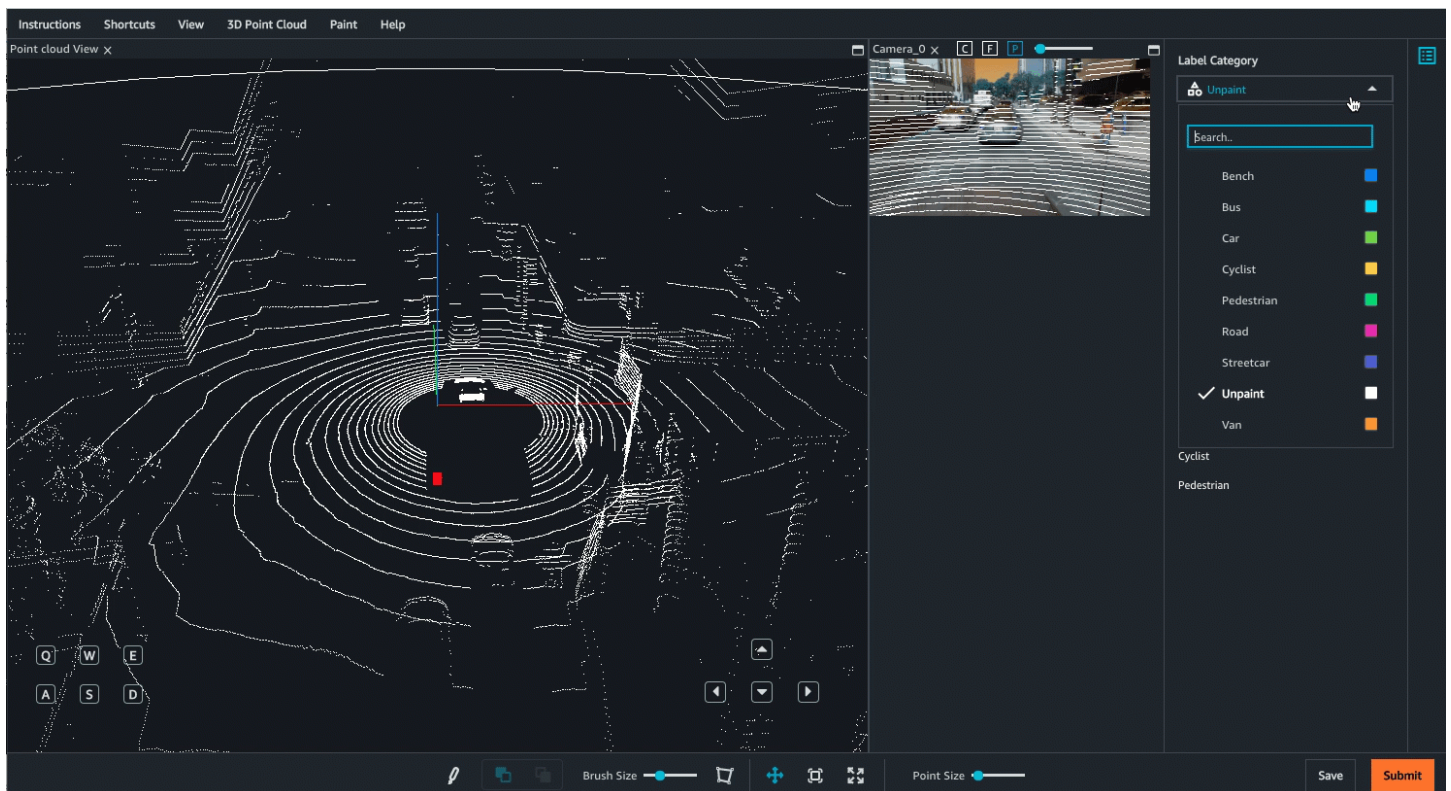 Instructions Shortcuts View 3D Point Cloud Paint Help
Point cloud View
Camera_0 C F P
Label Category
Unpaint
Search..
Bench
Bus
Car
Cyclist
Pedestrian
Road
Streetcar
Unpaint
Van
Cyclist
Pedestrian
Q W E
A S D
Brush Size Point Size Save Submit